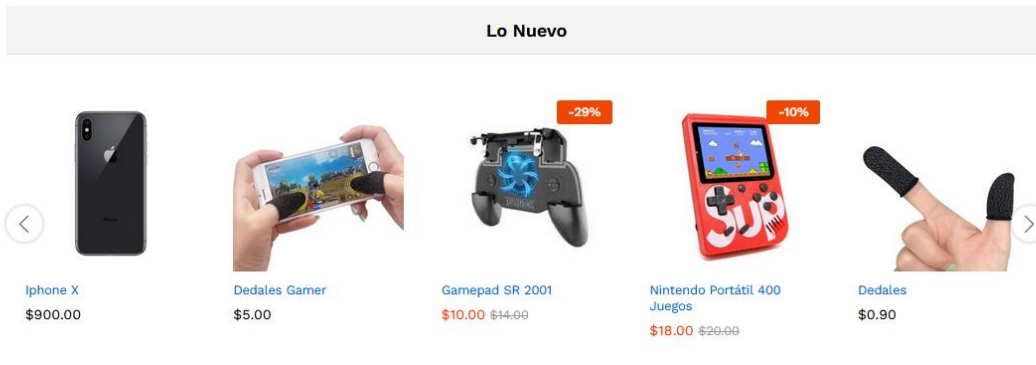 Lo Nuevo
-29%
-10%
SUP
Iphone X
$900.00
Dedales Gamer
$5.00
Gamepad SR 2001
$10.00 $14.00
Nintendo Portátil 400
Juegos
$18.00 $20.00
Dedales
$0.90